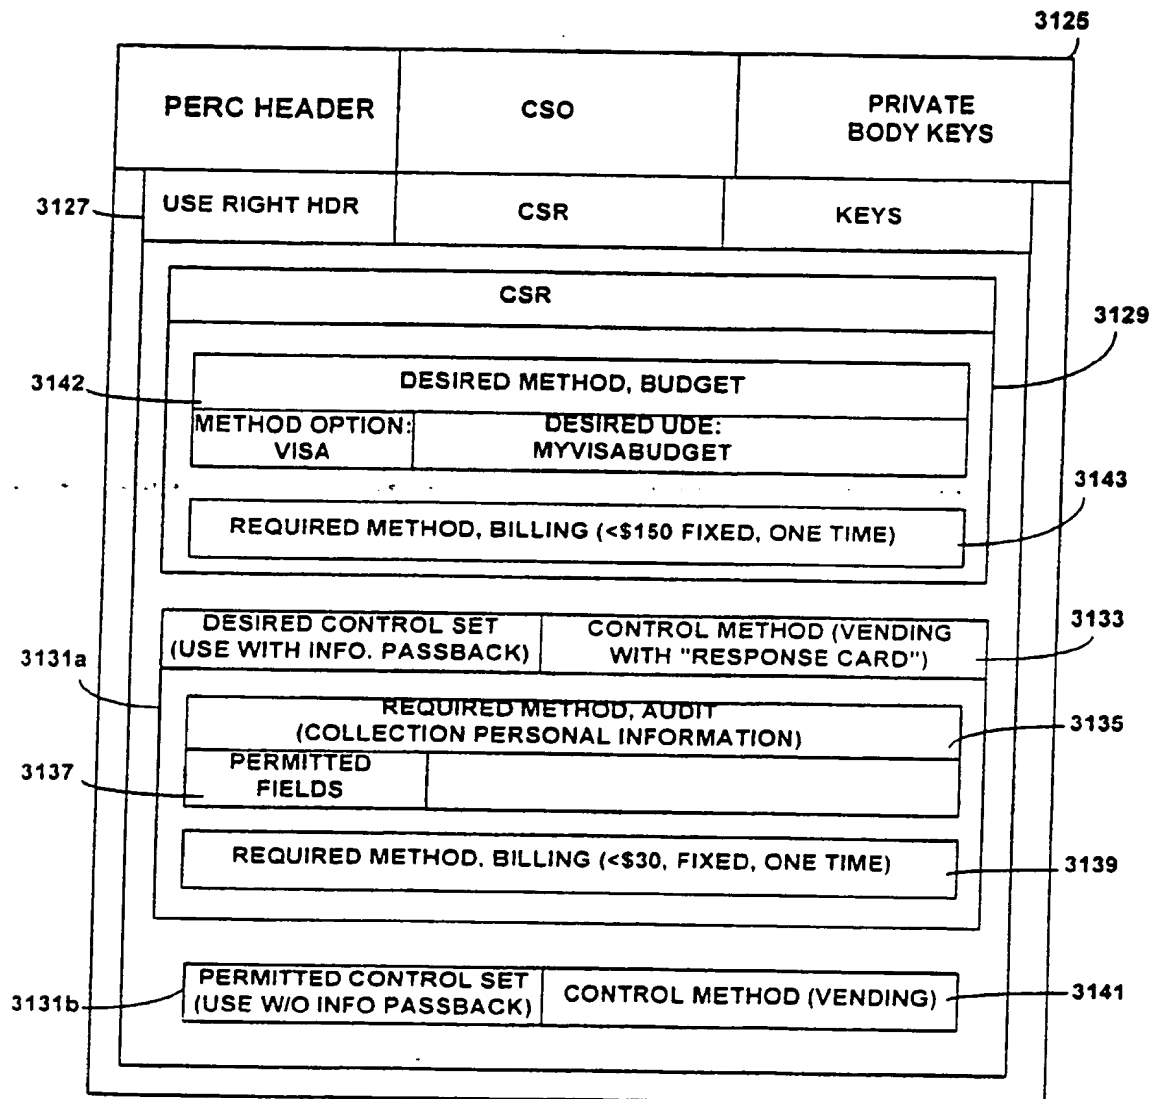 3125
PERC HEADER
CSO
PRIVATE
BODY KEYS
3127
USE RIGHT HDR
CSR
KEYS
CSR
3129
3142
DESIRED METHOD, BUDGET
METHOD OPTION:
VISA
DESIRED UDE:
MYVISABUDGET
3143
REQUIRED METHOD, BILLING (<$150 FIXED, ONE TIME)
DESIRED CONTROL SET
(USE WITH INFO. PASSBACK)
CONTROL METHOD (VENDING
WITH "RESPONSE CARD")
3133
3131a
REQUIRED METHOD, AUDIT
(COLLECTION PERSONAL INFORMATION)
3135
3137
PERMITTED
FIELDS
REQUIRED METHOD. BILLING (<$30, FIXED, ONE TIME)
3139
3131b
PERMITTED CONTROL SET
(USE W/O INFO PASSBACK)
CONTROL METHOD (VENDING)
3141